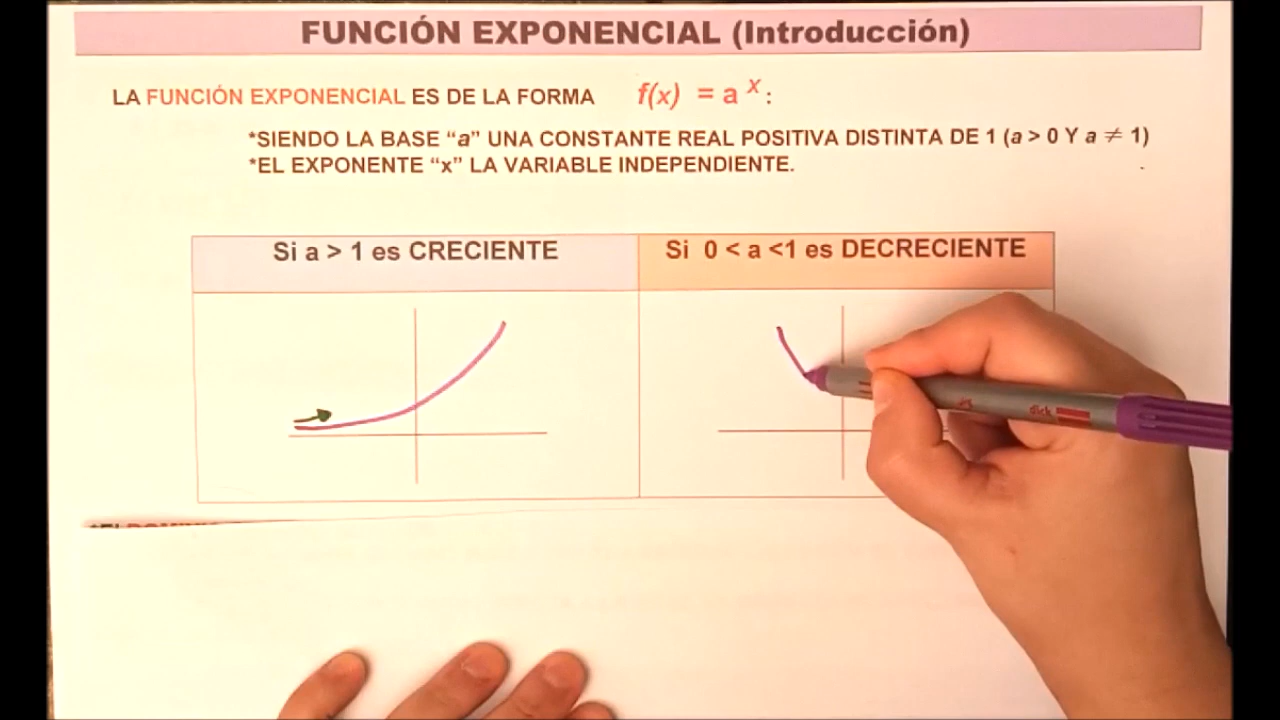 FUNCIÓN EXPONENCIAL (Introducción)
LA FUNCIÓN EXPONENCIAL ES DE LA FORMA f(x) = a ˣ :
*SIENDO LA BASE “a” UNA CONSTANTE REAL POSITIVA DISTINTA DE 1 (a > 0 Y a ≠ 1)
*EL EXPONENTE “x” LA VARIABLE INDEPENDIENTE.
Si a > 1 es CRECIENTE
Si 0 < a <1 es DECRECIENTE